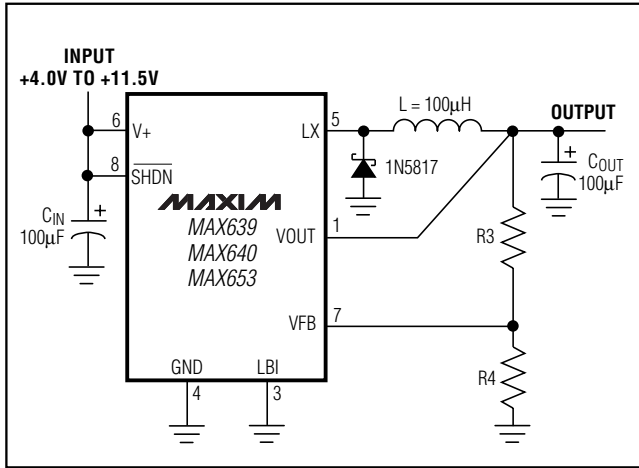 INPUT
+4.0V TO +11.5V
6
V+
8
SHDN
CIN
100µF
MAXIM
MAX639
MAX640
MAX653
LX
5
L = 100µH
OUTPUT
1N5817
COUT
100µF
VOUT
1
R3
VFB
7
R4
GND
4
LBI
3